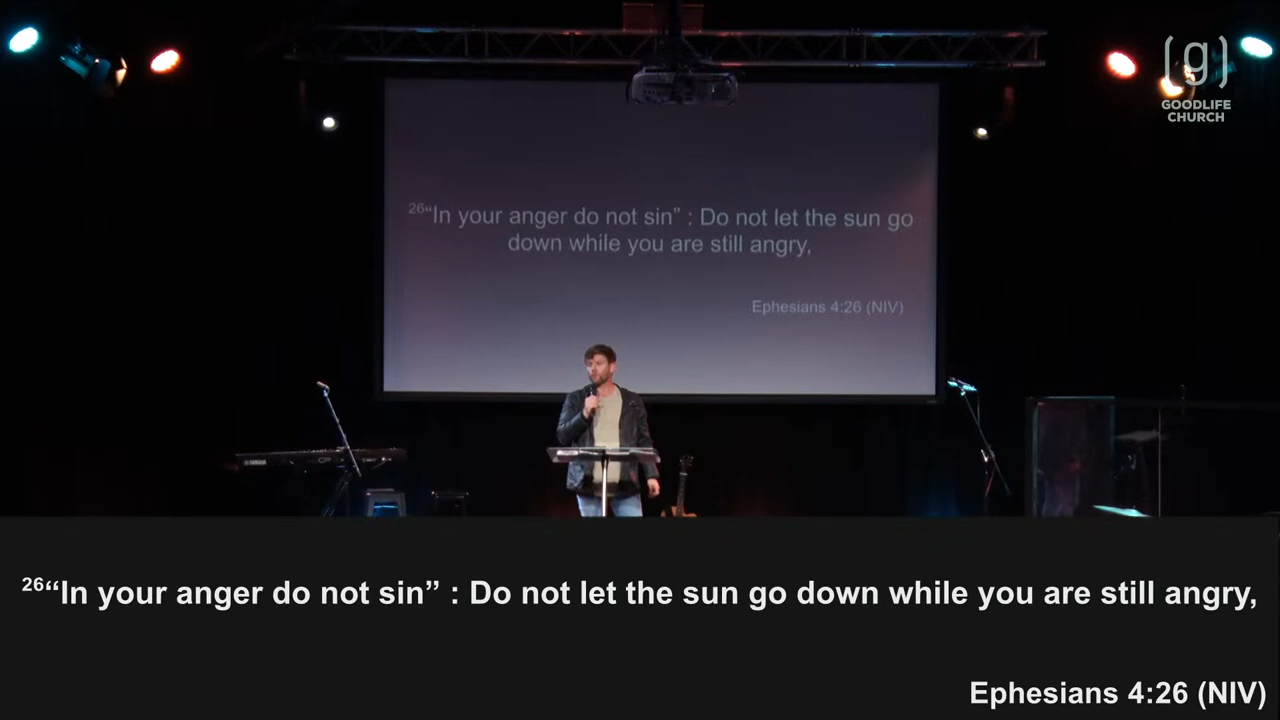 (g)
GOODLIFE
CHURCH
26“In your anger do not sin” : Do not let the sun go
down while you are still angry,
Ephesians 4:26 (NIV)
YAMAHA
26“In your anger do not sin” : Do not let the sun go down while you are still angry,
Ephesians 4:26 (NIV)